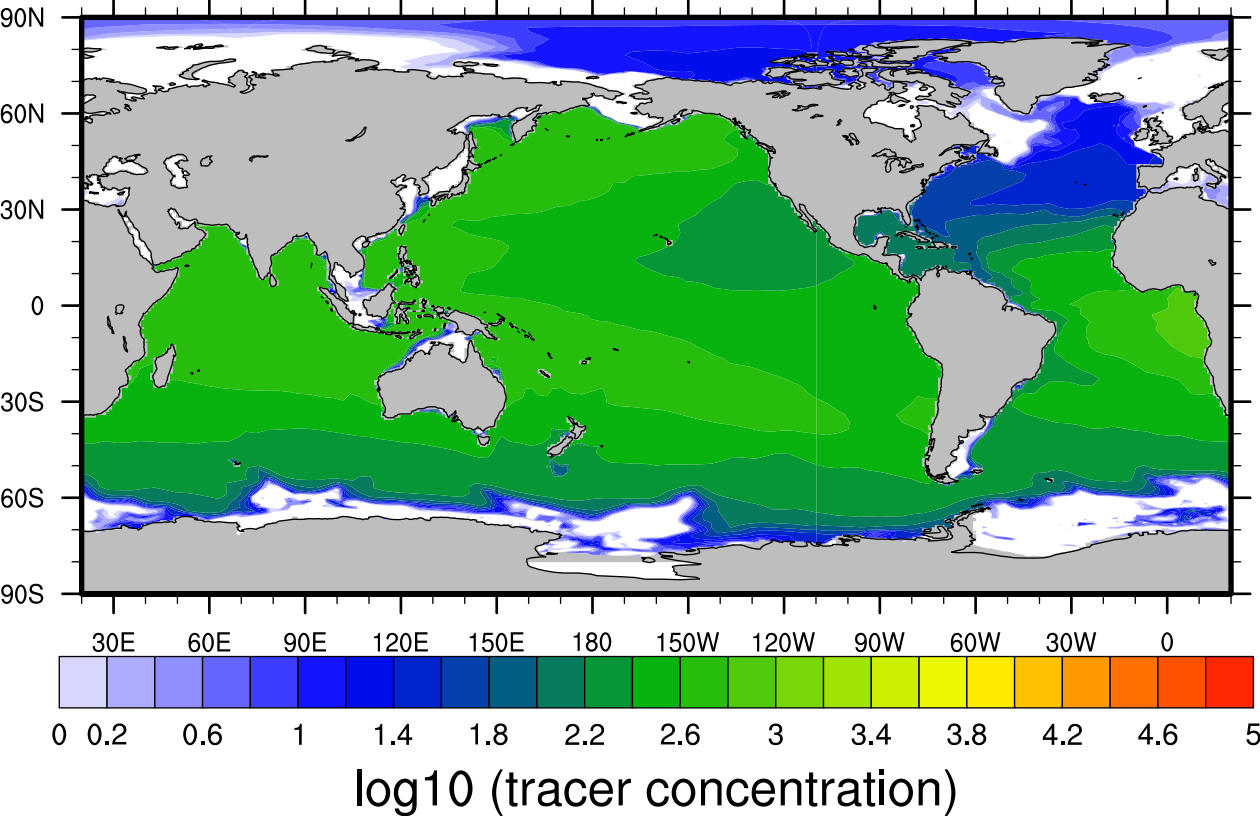 90N
60N
30N
0
30S
60S
90S
30E 60E 90E 120E 150E 180 150W 120W 90W 60W 30W 0
0 0.2 0.6 1 1.4 1.8 2.2 2.6 3 3.4 3.8 4.2 4.6 5
log10 (tracer concentration)